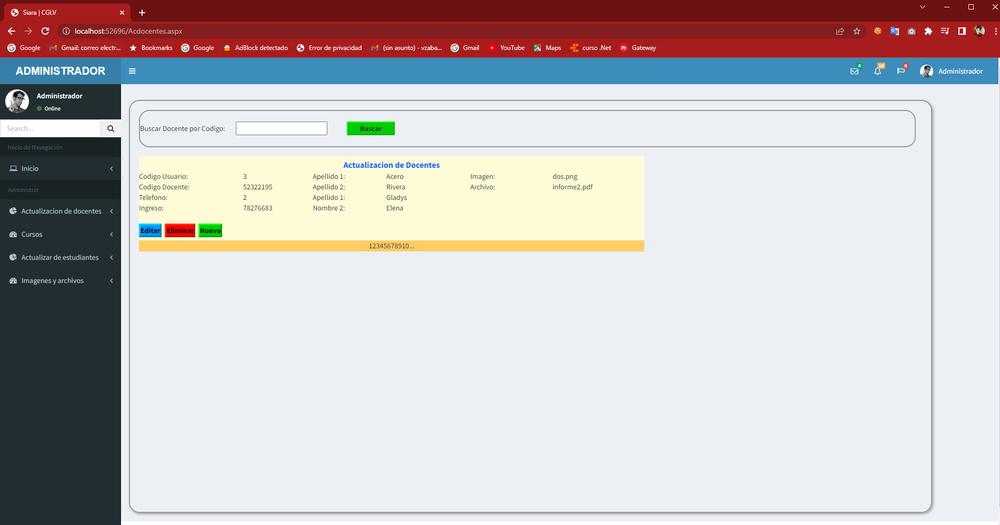 Siara | CGLV
localhost:52696/Acdocentes.aspx
Google
Gmail: correo electr...
Bookmarks
Google
AdBlock detectado
Error de privacidad
(sin asunto) - vzaba...
Gmail
YouTube
Maps
curso .Net
PI
Gateway
ADMINISTRADOR
4
10
9
Administrador
Administrador
Online
Search...
Inicio de Navegación
Inicio
Administrar
Actualizacion de docentes
Cursos
Actualizar de estudiantes
Imagenes y archivos
Buscar Docente por Codigo:
Buscar
Actualizacion de Docentes
Codigo Usuario: 3 Apellido 1: Acero Imagen: dos.png
Codigo Docente: 52322195 Apellido 2: Rivera Archivo: informe2.pdf
Telefono: 2 Apellido 1: Gladys
Ingreso: 78276683 Nombre 2: Elena
Editar Eliminar Nuevo
12345678910...